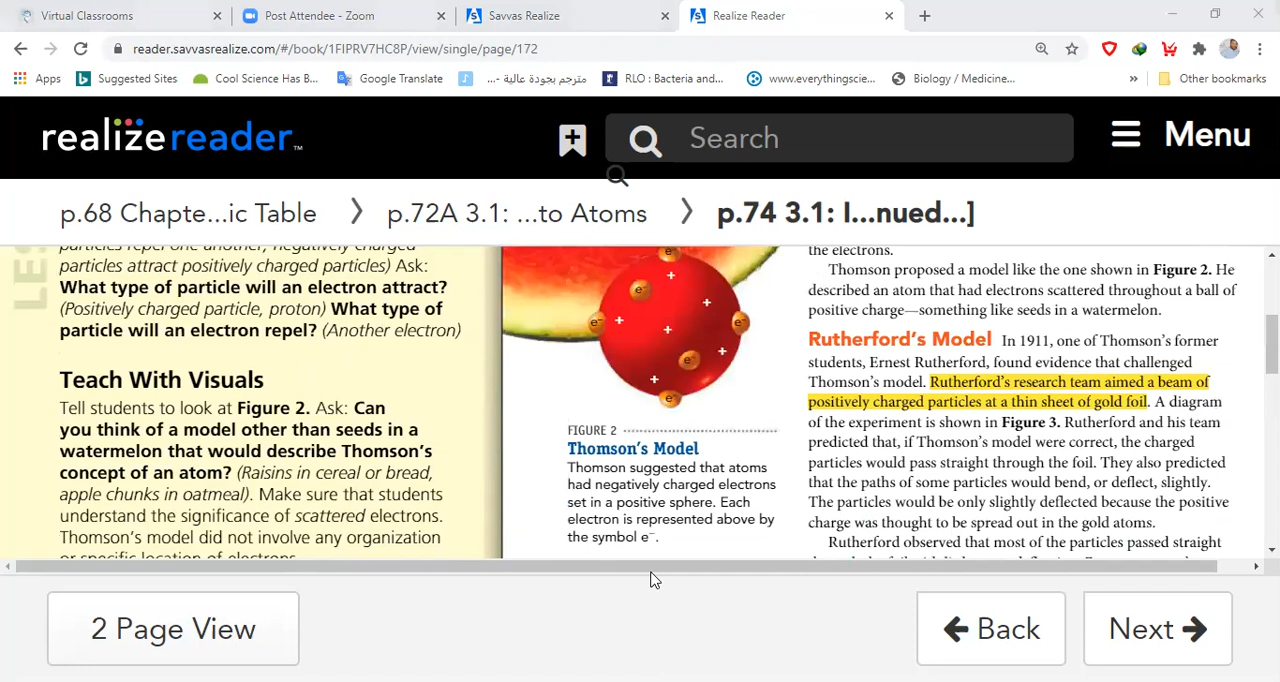 Virtual Classrooms
Post Attendee - Zoom
Savvas Realize
Realize Reader
reader.savvasrealize.com/#/book/1FIPRV7HC8P/view/single/page/172
Apps
Suggested Sites
Cool Science Has B...
Google Translate
مترجم بجودة عالية -...
RLO : Bacteria and...
www.everythingscie...
Biology / Medicine...
»
Other bookmarks
realizereader™
Search
Menu
p.68 Chapte...ic Table
p.72A 3.1: ...to Atoms
p.74 3.1: I...nued...]
particles repel one another, negatively charged
particles attract positively charged particles) Ask:
What type of particle will an electron attract?
(Positively charged particle, proton) What type of
particle will an electron repel? (Another electron)
Teach With Visuals
Tell students to look at Figure 2. Ask: Can
you think of a model other than seeds in a
watermelon that would describe Thomson's
concept of an atom? (Raisins in cereal or bread,
apple chunks in oatmeal). Make sure that students
understand the significance of scattered electrons.
Thomson's model did not involve any organization
or specific location of electrons.
e⁻
+
e⁻
+
e⁻
+
+
e⁻
+
e⁻
+
e⁻
FIGURE 2
Thomson's Model
Thomson suggested that atoms
had negatively charged electrons
set in a positive sphere. Each
electron is represented above by
the symbol e⁻.
the electrons.
Thomson proposed a model like the one shown in Figure 2. He
described an atom that had electrons scattered throughout a ball of
positive charge—something like seeds in a watermelon.
Rutherford's Model In 1911, one of Thomson's former
students, Ernest Rutherford, found evidence that challenged
Thomson's model. Rutherford's research team aimed a beam of
positively charged particles at a thin sheet of gold foil. A diagram
of the experiment is shown in Figure 3. Rutherford and his team
predicted that, if Thomson's model were correct, the charged
particles would pass straight through the foil. They also predicted
that the paths of some particles would bend, or deflect, slightly.
The particles would be only slightly deflected because the positive
charge was thought to be spread out in the gold atoms.
Rutherford observed that most of the particles passed straight
2 Page View
Back
Next